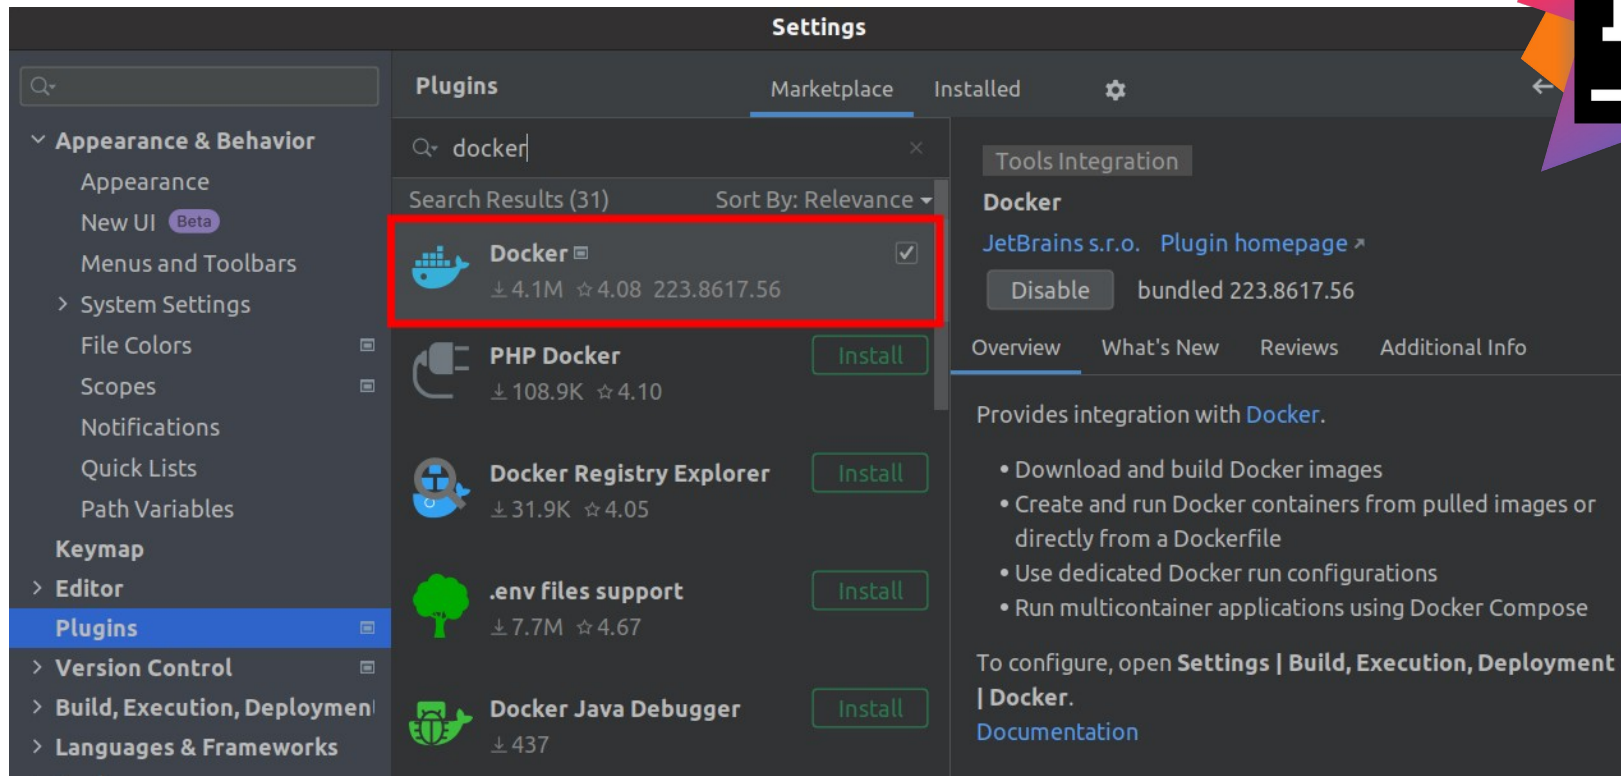 Settings
Appearance & Behavior
Appearance
New UI Beta
Menus and Toolbars
System Settings
File Colors
Scopes
Notifications
Quick Lists
Path Variables
Keymap
Editor
Plugins
Version Control
Build, Execution, Deploymen
Languages & Frameworks
Plugins
Marketplace Installed
docker
Search Results (31) Sort By: Relevance
Docker
4.1M 4.08 223.8617.56
PHP Docker Install
108.9K 4.10
Docker Registry Explorer Install
31.9K 4.05
.env files support Install
7.7M 4.67
Docker Java Debugger Install
437
Tools Integration
Docker
JetBrains s.r.o. Plugin homepage
Disable bundled 223.8617.56
Overview What's New Reviews Additional Info
Provides integration with Docker.
• Download and build Docker images
• Create and run Docker containers from pulled images or
directly from a Dockerfile
• Use dedicated Docker run configurations
• Run multicontainer applications using Docker Compose
To configure, open Settings | Build, Execution, Deployment
| Docker.
Documentation